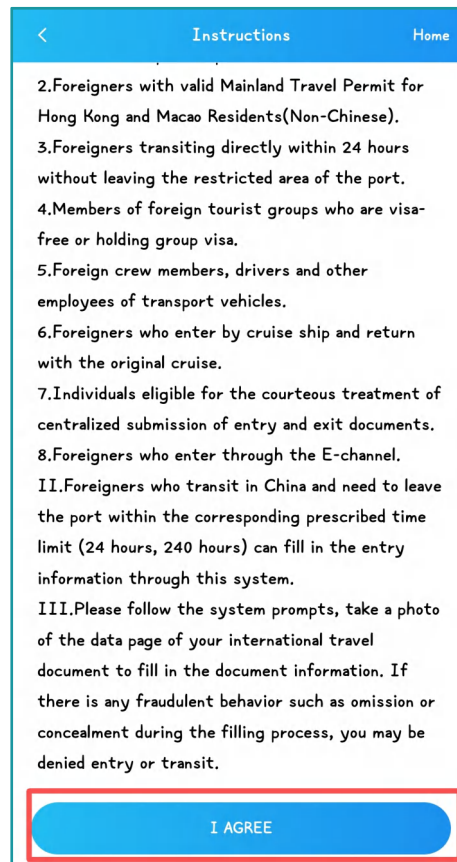 < Instructions Home
2.Foreigners with valid Mainland Travel Permit for
Hong Kong and Macao Residents(Non-Chinese).
3.Foreigners transiting directly within 24 hours
without leaving the restricted area of the port.
4.Members of foreign tourist groups who are visa-
free or holding group visa.
5.Foreign crew members, drivers and other
employees of transport vehicles.
6.Foreigners who enter by cruise ship and return
with the original cruise.
7.Individuals eligible for the courteous treatment of
centralized submission of entry and exit documents.
8.Foreigners who enter through the E-channel.
II.Foreigners who transit in China and need to leave
the port within the corresponding prescribed time
limit (24 hours, 240 hours) can fill in the entry
information through this system.
III.Please follow the system prompts, take a photo
of the data page of your international travel
document to fill in the document information. If
there is any fraudulent behavior such as omission or
concealment during the filling process, you may be
denied entry or transit.
I AGREE